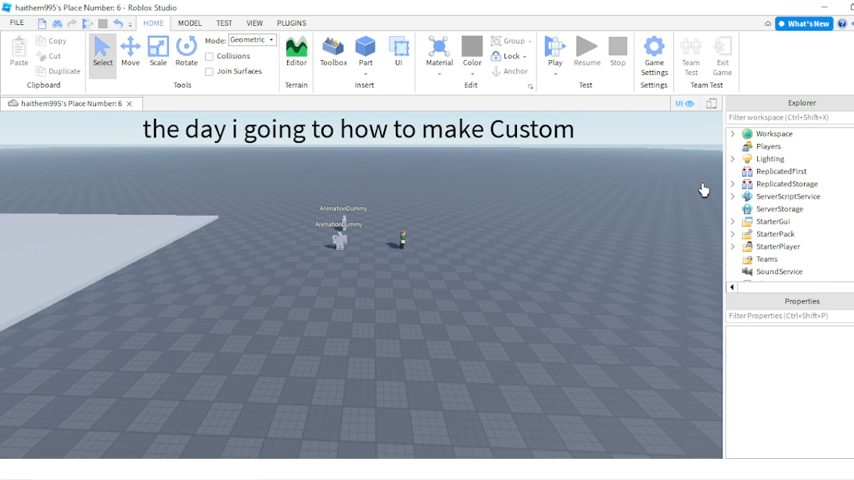 haithem995's Place Number: 6 - Roblox Studio
FILE HOME MODEL TEST VIEW PLUGINS What's New
Paste Copy Cut Duplicate Clipboard
Select Move Scale Rotate Mode: Geometric Collisions Join Surfaces Tools
Editor Terrain
Toolbox Part UI Insert
Material Color Group Lock Anchor Edit
Play Resume Stop Test
Game Settings Settings
Team Test Exit Game Team Test
haithem995's Place Number: 6
UI
the day i going to how to make Custom
AnimationDummy
AnimationDummy
Explorer
Filter workspace (Ctrl+Shift+X)
Workspace
Players
Lighting
ReplicatedFirst
ReplicatedStorage
ServerScriptService
ServerStorage
StarterGui
StarterPack
StarterPlayer
Teams
SoundService
Properties
Filter Properties (Ctrl+Shift+P)